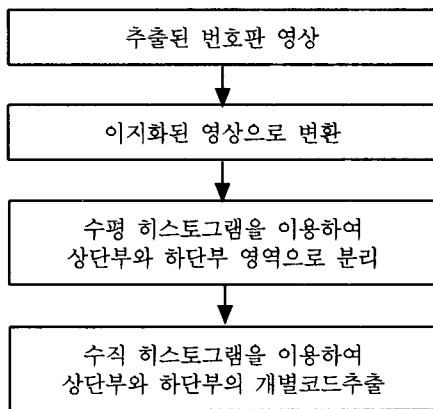 추출된 번호판 영상
이지화된 영상으로 변환
수평 히스토그램을 이용하여
상단부와 하단부 영역으로 분리
수직 히스토그램을 이용하여
상단부와 하단부의 개별코드추출